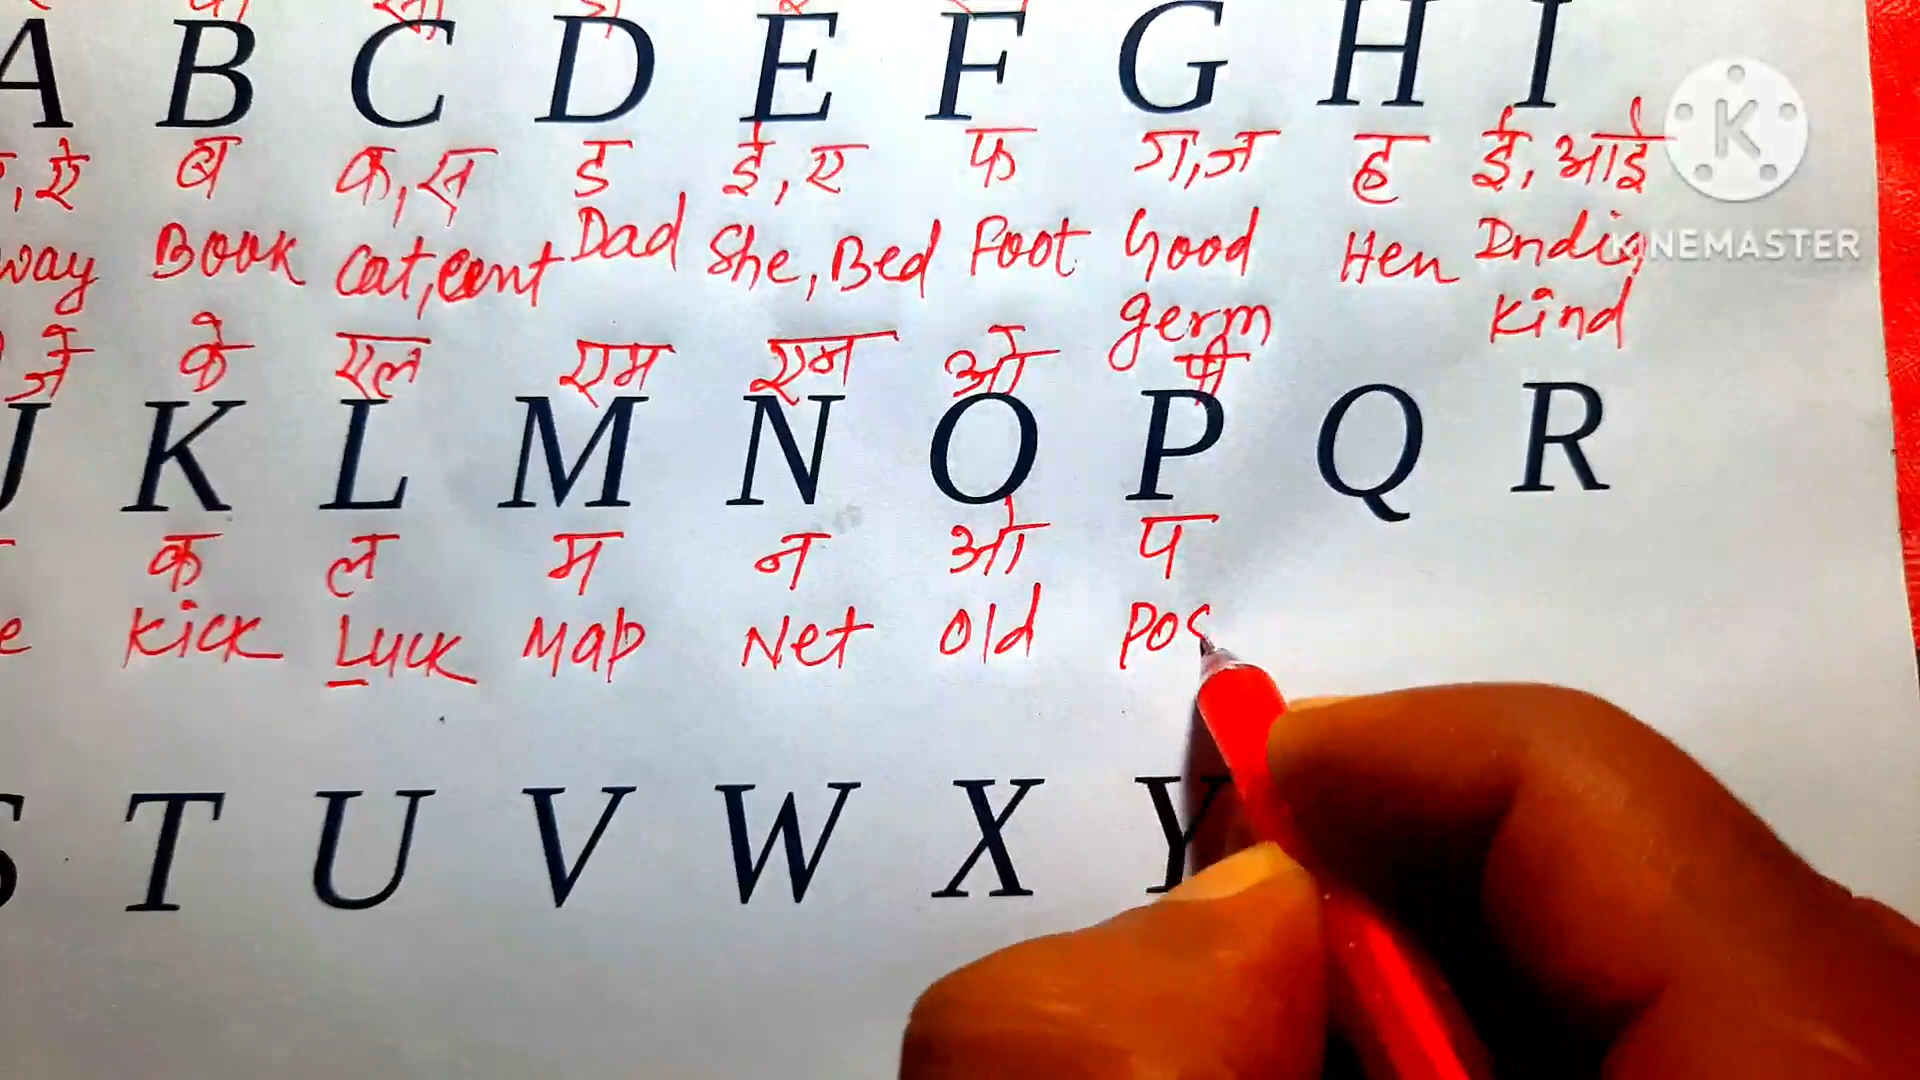 A B C D E F G H I
ऐ ब क,स ड ई,ए फ ग,ज ह ई,आई
way Book Cat,Cent Dad She,Bed Foot Good Hen India
germ Kind
जे के एल एम एन ओ पी
J K L M N O P Q R
क ल म न ओ प
e Kick Luck Map Net Old Pos
S T U V W X Y
K
KINEMASTER